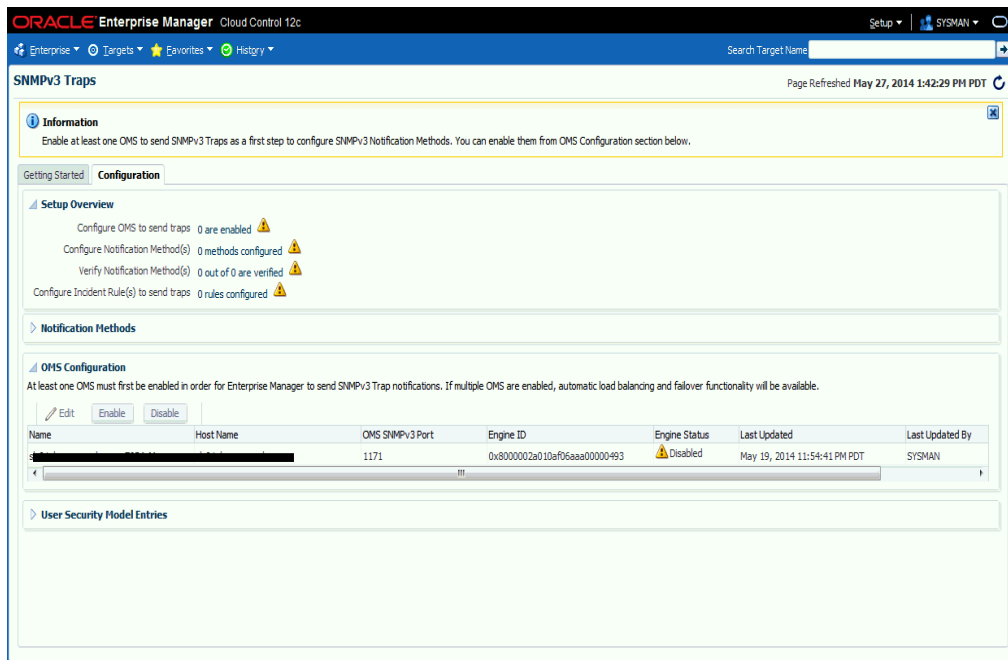 ORACLE Enterprise Manager Cloud Control 12c Setup SYSMAN
Enterprise Targets Favorites History Search Target Name
SNMPv3 Traps Page Refreshed May 27, 2014 1:42:29 PM PDT
Information
Enable at least one OMS to send SNMPv3 Traps as a first step to configure SNMPv3 Notification Methods. You can enable them from OMS Configuration section below.
Getting Started Configuration
Setup Overview
Configure OMS to send traps 0 are enabled
Configure Notification Method(s) 0 methods configured
Verify Notification Method(s) 0 out of 0 are verified
Configure Incident Rule(s) to send traps 0 rules configured
Notification Methods
OMS Configuration
At least one OMS must first be enabled in order for Enterprise Manager to send SNMPv3 Trap notifications. If multiple OMS are enabled, automatic load balancing and failover functionality will be available.
Edit Enable Disable
Name Host Name OMS SNMPv3 Port Engine ID Engine Status Last Updated Last Updated By
1171 0x8000002a010af06aaa00000493 Disabled May 19, 2014 11:54:41 PM PDT SYSMAN
User Security Model Entries